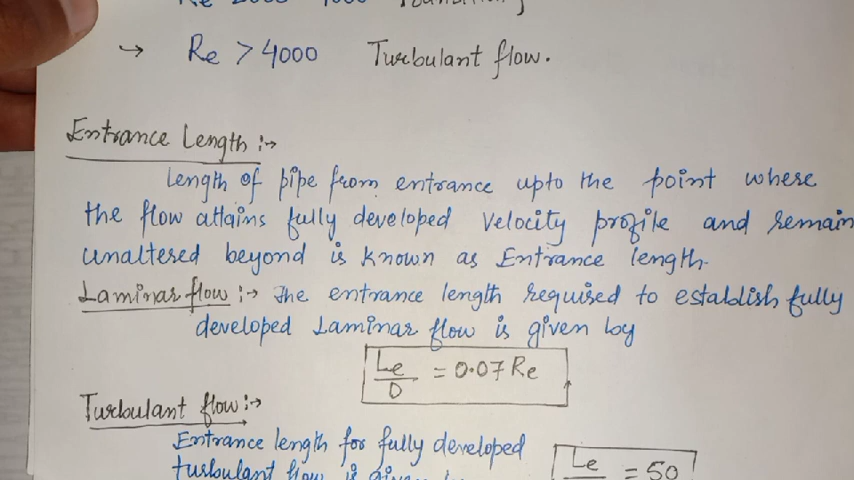 → Re > 4000 Turbulant flow.
Entrance Length :→
Length of pipe from entrance upto the point where
the flow attains fully developed velocity profile and remain
unaltered beyond is known as Entrance length.
Laminar flow :→ The entrance length required to establish fully
developed Laminar flow is given by
Le/D = 0.07 Re
Turbulant flow :→
Entrance length for fully developed
turbulant flow is given
Le = 50